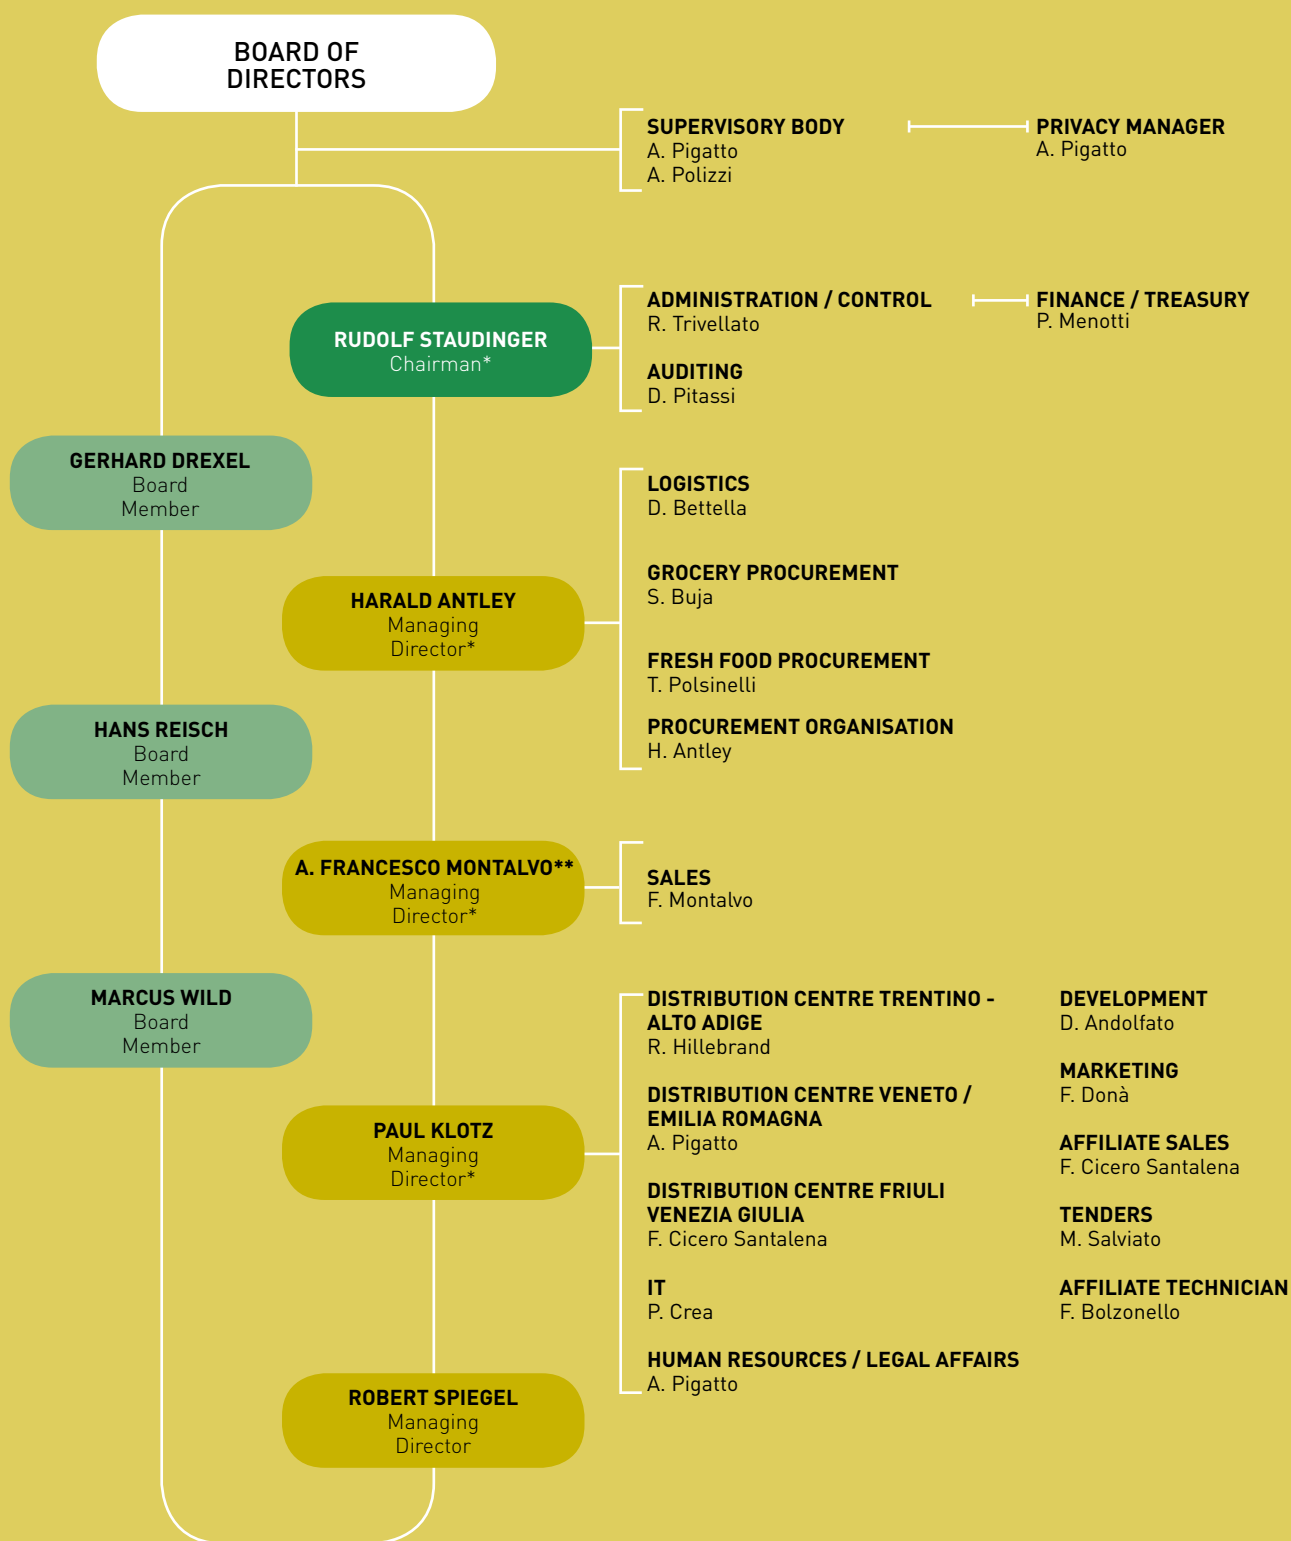 BOARD OF
DIRECTORS
SUPERVISORY BODY
A. Pigatto
A. Polizzi
PRIVACY MANAGER
A. Pigatto
RUDOLF STAUDINGER
Chairman*
ADMINISTRATION / CONTROL
R. Trivellato
FINANCE / TREASURY
P. Menotti
AUDITING
D. Pitassi
GERHARD DREXEL
Board
Member
HARALD ANTLEY
Managing
Director*
LOGISTICS
D. Bettella
GROCERY PROCUREMENT
S. Buja
FRESH FOOD PROCUREMENT
T. Polsinelli
PROCUREMENT ORGANISATION
H. Antley
HANS REISCH
Board
Member
A. FRANCESCO MONTALVO**
Managing
Director*
SALES
F. Montalvo
MARCUS WILD
Board
Member
PAUL KLOTZ
Managing
Director*
DISTRIBUTION CENTRE TRENTINO -
ALTO ADIGE
R. Hillebrand
DISTRIBUTION CENTRE VENETO /
EMILIA ROMAGNA
A. Pigatto
DISTRIBUTION CENTRE FRIULI
VENEZIA GIULIA
F. Cicero Santalena
IT
P. Crea
HUMAN RESOURCES / LEGAL AFFAIRS
A. Pigatto
DEVELOPMENT
D. Andolfato
MARKETING
F. Donà
AFFILIATE SALES
F. Cicero Santalena
TENDERS
M. Salviato
AFFILIATE TECHNICIAN
F. Bolzonello
ROBERT SPIEGEL
Managing
Director